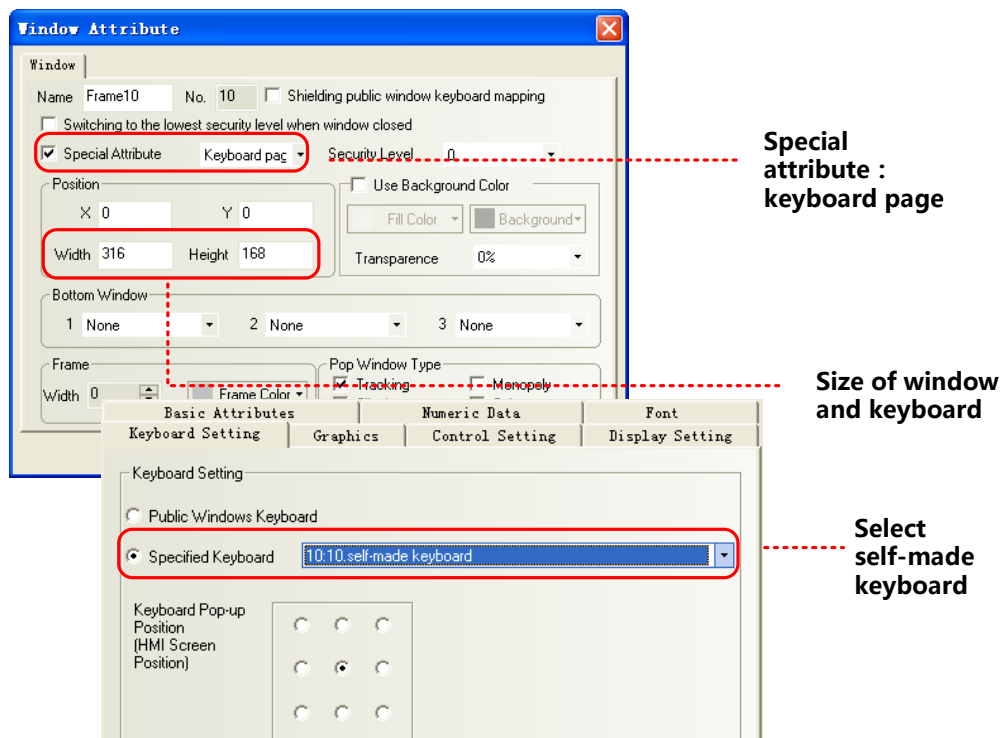 Window Attribute
Window
Name Frame10 No. 10 Shielding public window keyboard mapping
Switching to the lowest security level when window closed
Special Attribute Keyboard pag Security Level 0
Position
X 0 Y 0
Width 316 Height 168
Use Background Color
Fill Color Background
Transparence 0%
Bottom Window
1 None 2 None 3 None
Frame
Width 0 Frame Color
Pop Window Type
Tracking Monopoly
Basic Attributes Numeric Data Font
Keyboard Setting Graphics Control Setting Display Setting
Keyboard Setting
Public Windows Keyboard
Specified Keyboard 10:10.self-made keyboard
Keyboard Pop-up
Position
(HMI Screen
Position)
Special
attribute :
keyboard page
Size of window
and keyboard
Select
self-made
keyboard